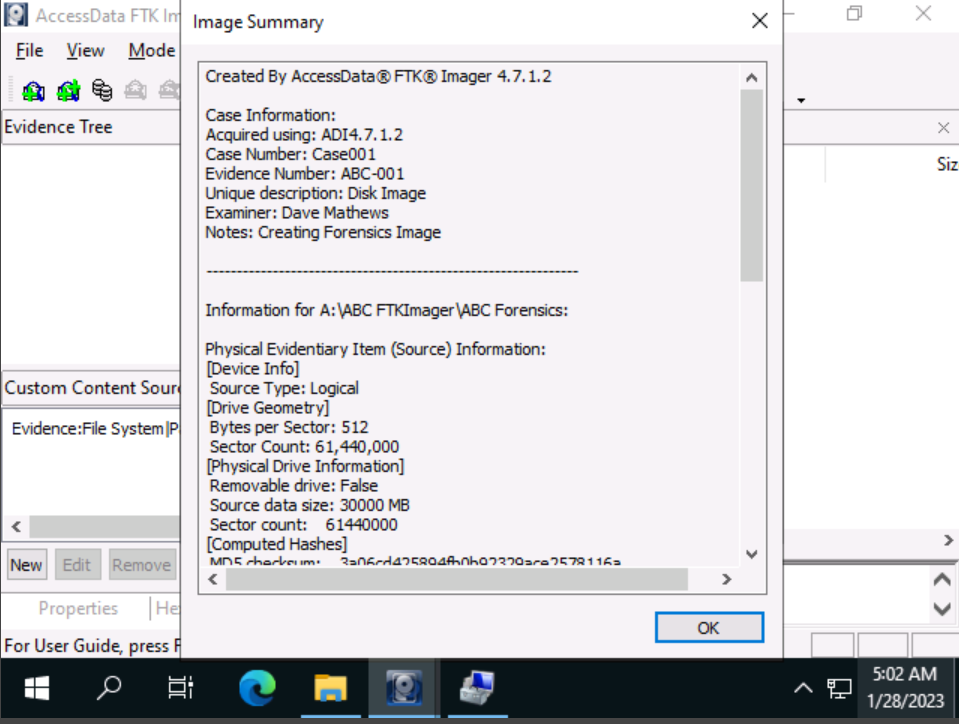 AccessData FTK Im
Image Summary
File View Mode
Created By AccessData® FTK® Imager 4.7.1.2
Evidence Tree
Case Information:
Acquired using: ADI4.7.1.2
Case Number: Case001
Evidence Number: ABC-001
Unique description: Disk Image
Examiner: Dave Mathews
Notes: Creating Forensics Image
--------------------------------------------------------------
Information for A:\ABC FTKImager\ABC Forensics:
Physical Evidentiary Item (Source) Information:
[Device Info]
Source Type: Logical
[Drive Geometry]
Bytes per Sector: 512
Sector Count: 61,440,000
[Physical Drive Information]
Removable drive: False
Source data size: 30000 MB
Sector count: 61440000
[Computed Hashes]
MD5 checksum: 3a06cd425894fb0b92329ace2578116a
Siz
Custom Content Sour
Evidence:File System|P
New Edit Remove
Properties He
OK
For User Guide, press F
5:02 AM
1/28/2023